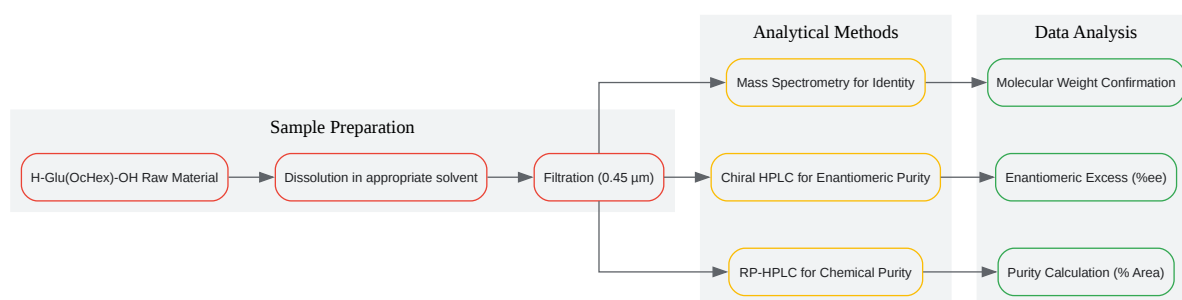 Analytical Methods
Data Analysis
Mass Spectrometry for Identity
Molecular Weight Confirmation
Sample Preparation
H-Glu(OcHex)-OH Raw Material
Dissolution in appropriate solvent
Filtration (0.45 µm)
Chiral HPLC for Enantiomeric Purity
Enantiomeric Excess (%ee)
RP-HPLC for Chemical Purity
Purity Calculation (% Area)